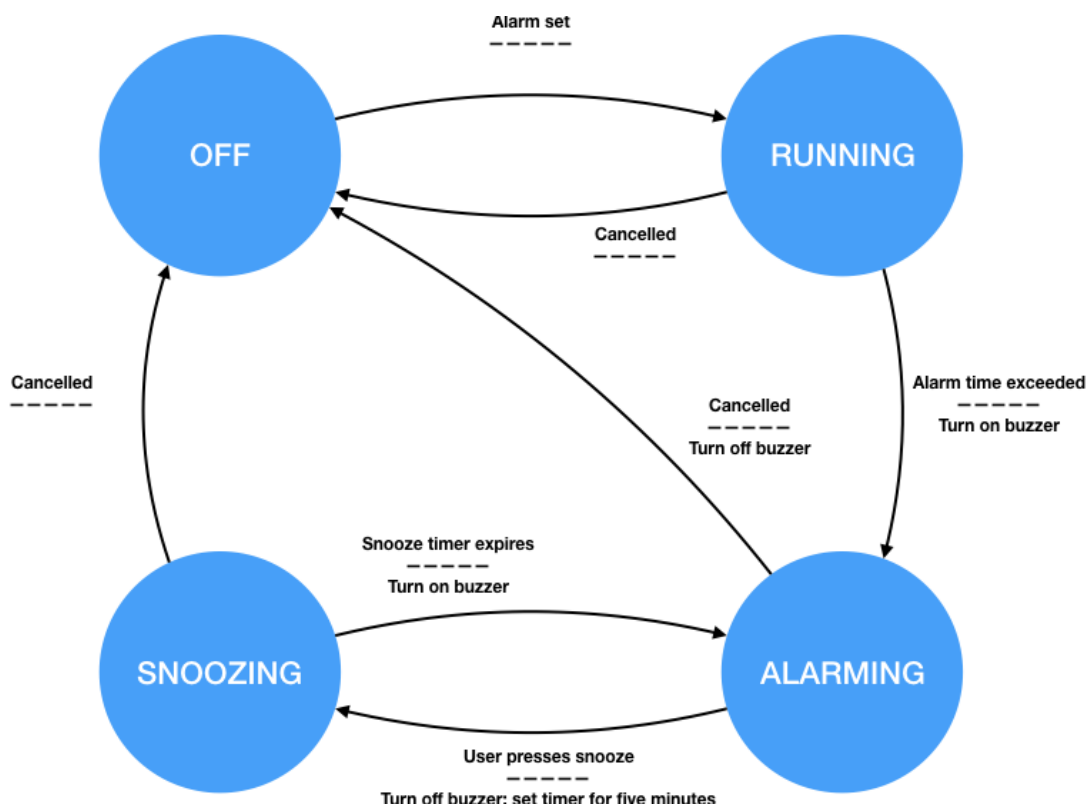 Alarm set
OFF
RUNNING
Cancelled
Cancelled
Alarm time exceeded
Turn on buzzer
Cancelled
Turn off buzzer
Snooze timer expires
Turn on buzzer
SNOOZING
ALARMING
User presses snooze
Turn off buzzer; set timer for five minutes